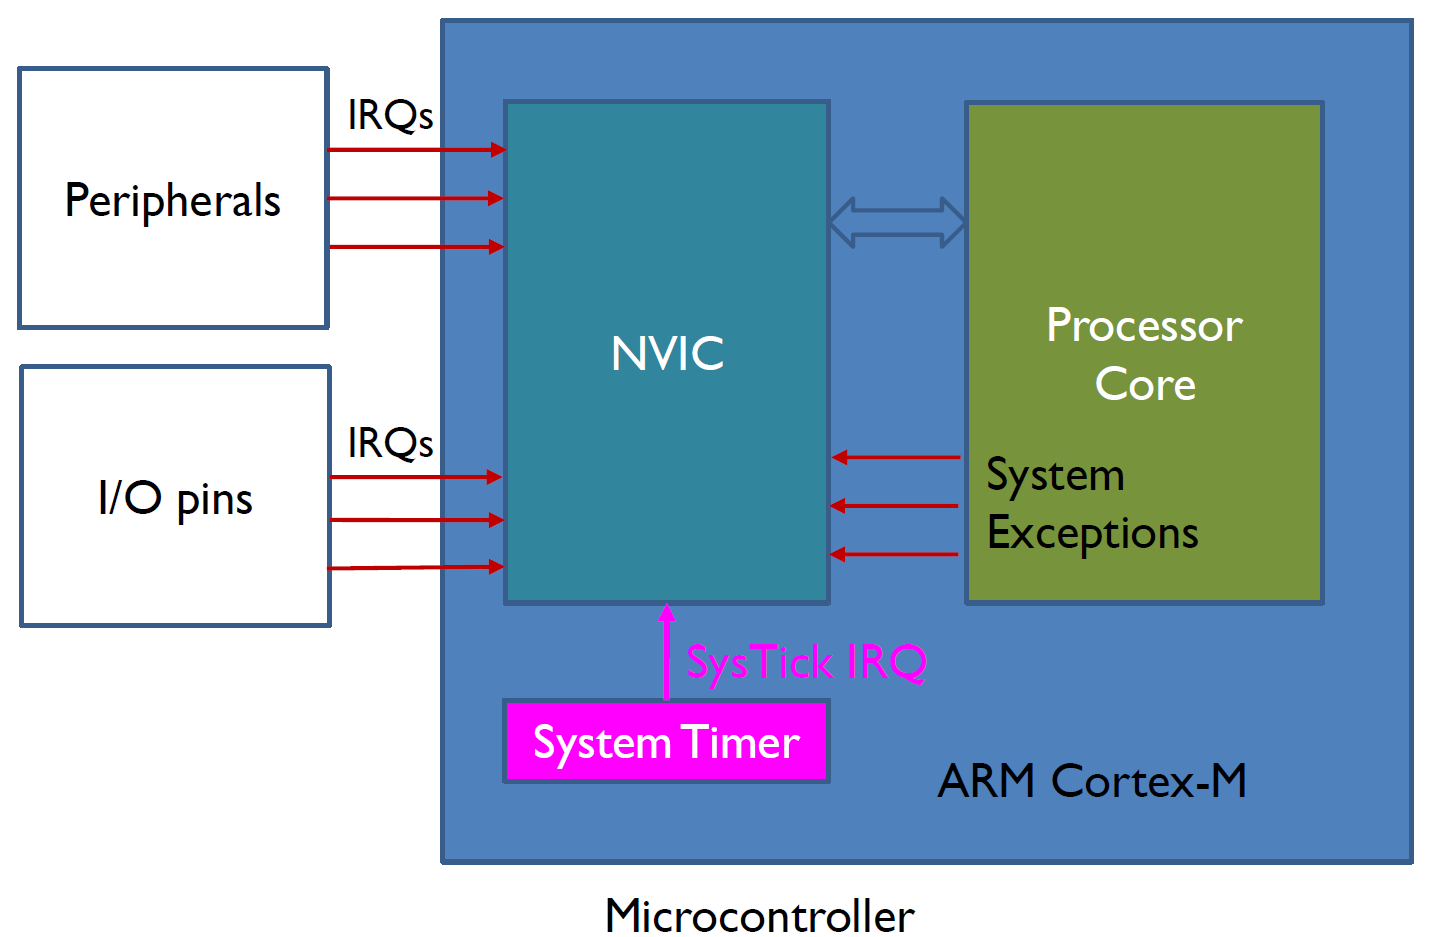 IRQs
Peripherals
NVIC
Processor
Core
IRQs
I/O pins
System
Exceptions
SysTick IRQ
System Timer
ARM Cortex-M
Microcontroller